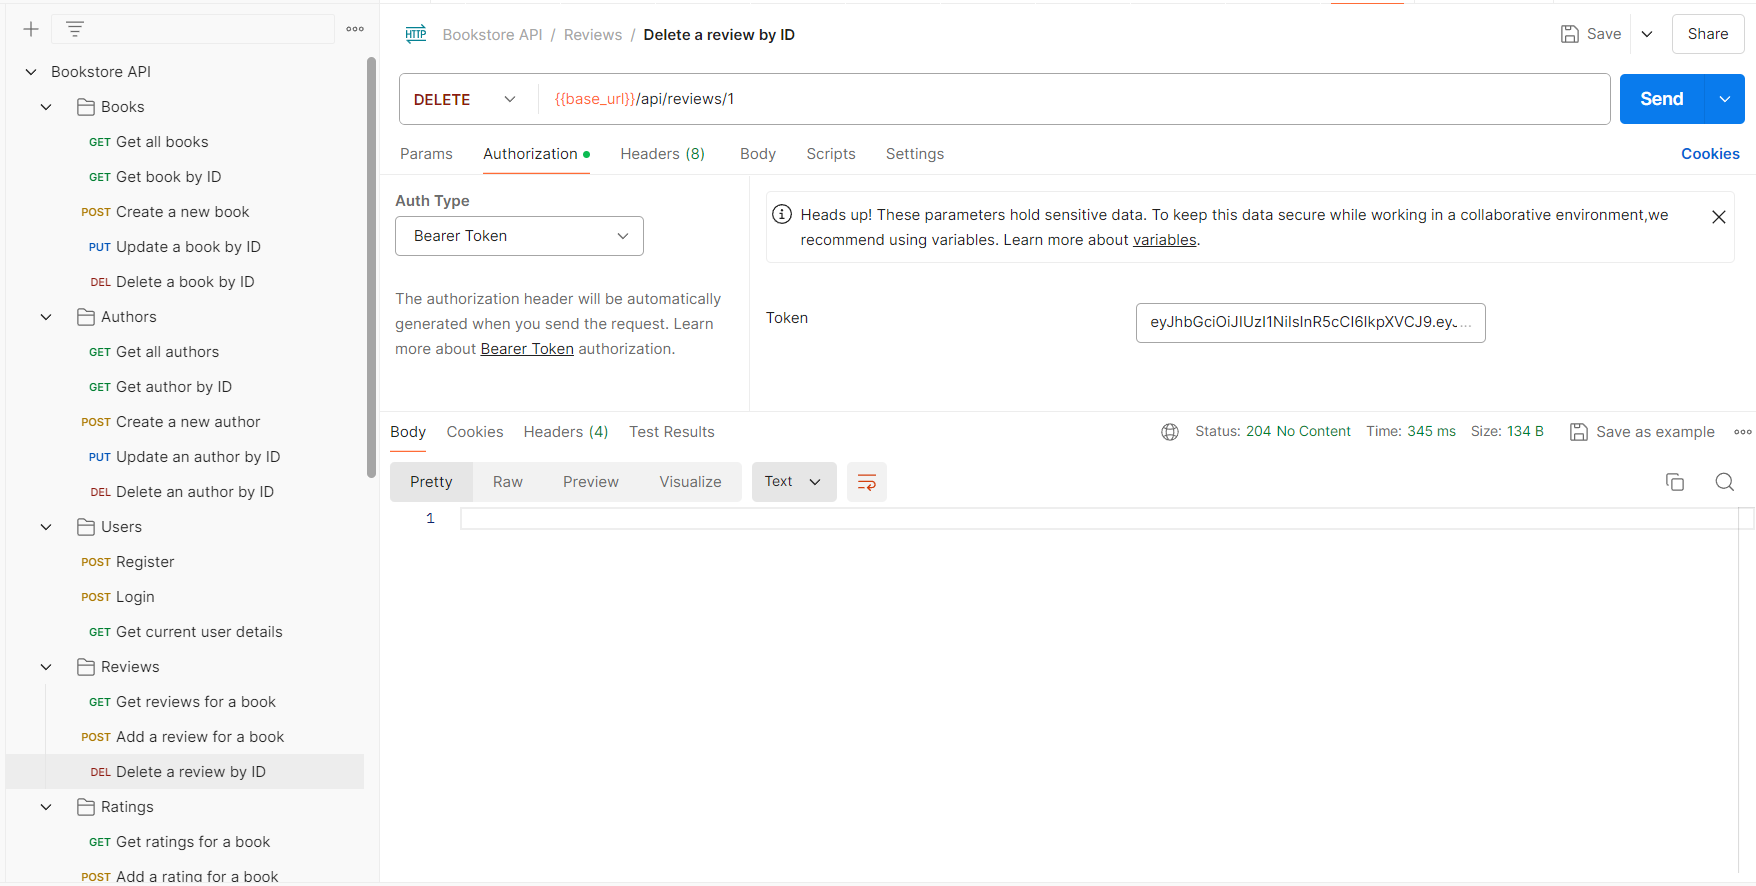 Bookstore API
Books
GET Get all books
GET Get book by ID
POST Create a new book
PUT Update a book by ID
DEL Delete a book by ID
Authors
GET Get all authors
GET Get author by ID
POST Create a new author
PUT Update an author by ID
DEL Delete an author by ID
Users
POST Register
POST Login
GET Get current user details
Reviews
GET Get reviews for a book
POST Add a review for a book
DEL Delete a review by ID
Ratings
GET Get ratings for a book
POST Add a rating for a book
HTTP Bookstore API / Reviews / Delete a review by ID
Save
Share
DELETE {{base_url}}/api/reviews/1
Send
Params Authorization Headers (8) Body Scripts Settings Cookies
Auth Type
Bearer Token
The authorization header will be automatically
generated when you send the request. Learn
more about Bearer Token authorization.
Heads up! These parameters hold sensitive data. To keep this data secure while working in a collaborative environment,we
recommend using variables. Learn more about variables.
Token
eyJhbGciOiJIUzI1NiIsInR5cCI6IkpXVCJ9.eyJ...
Body Cookies Headers (4) Test Results
Status: 204 No Content Time: 345 ms Size: 134 B Save as example
Pretty Raw Preview Visualize Text
1